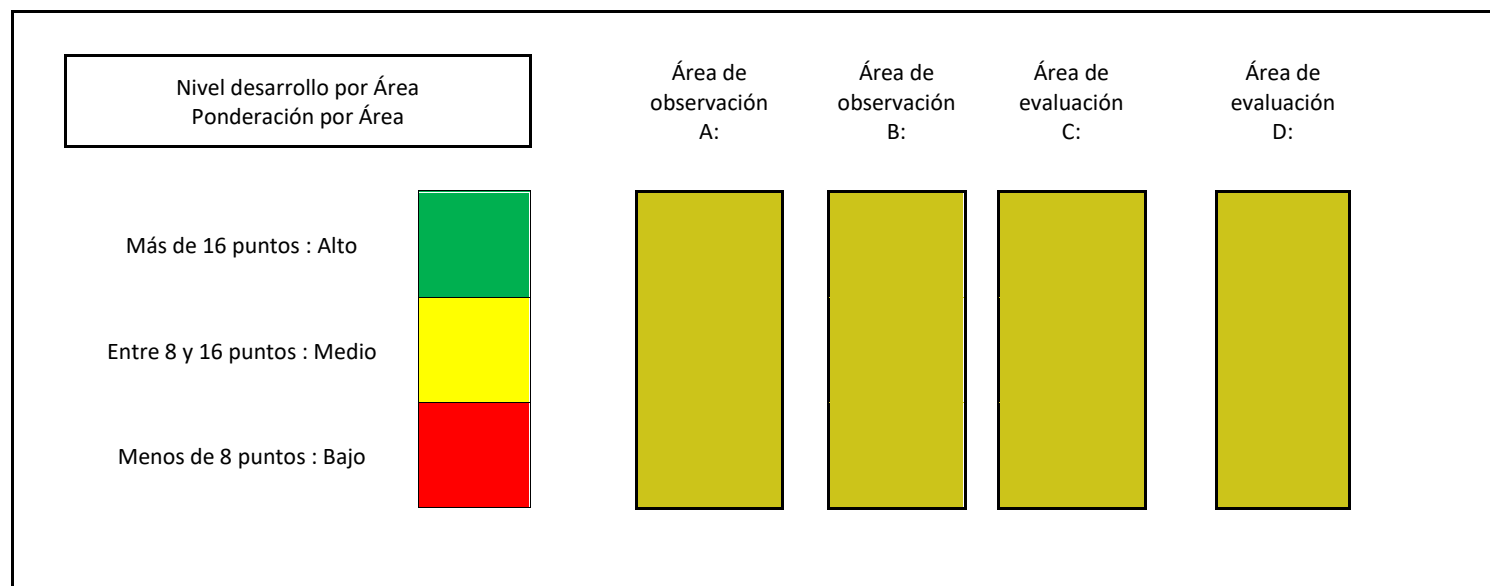 Nivel desarrollo por Área
Ponderación por Área
Área de
observación
A:
Área de
observación
B:
Área de
evaluación
C:
Área de
evaluación
D:
Más de 16 puntos : Alto
Entre 8 y 16 puntos : Medio
Menos de 8 puntos : Bajo